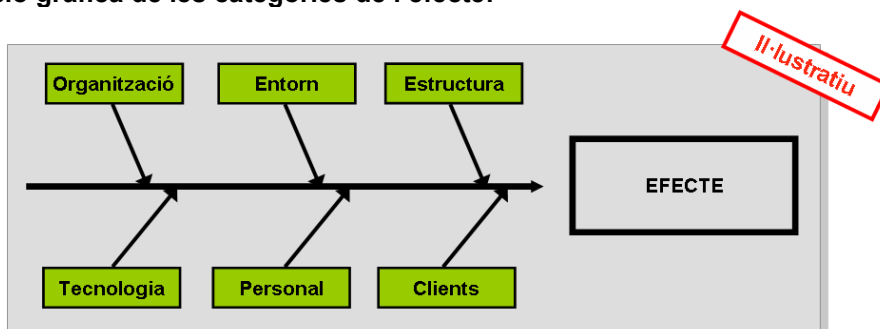 gràfica de les categories de l'efecte.
Il·lustratiu
Organització
Entorn
Estructura
EFECTE
Tecnologia
Personal
Clients